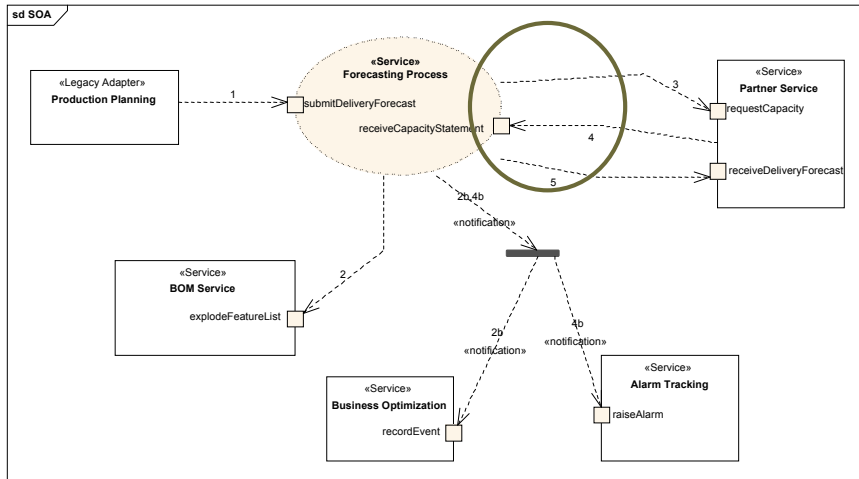 sd SOA
«Service»
Forecasting Process
«Legacy Adapter»
Production Planning
1
submitDeliveryForecast
receiveCapacityStatement
3
«Service»
Partner Service
requestCapacity
4
receiveDeliveryForecast
5
2b,4b
«notification»
«Service»
BOM Service
2
explodeFeatureList
2b
«notification»
4b
«notification»
«Service»
Business Optimization
recordEvent
«Service»
Alarm Tracking
raiseAlarm